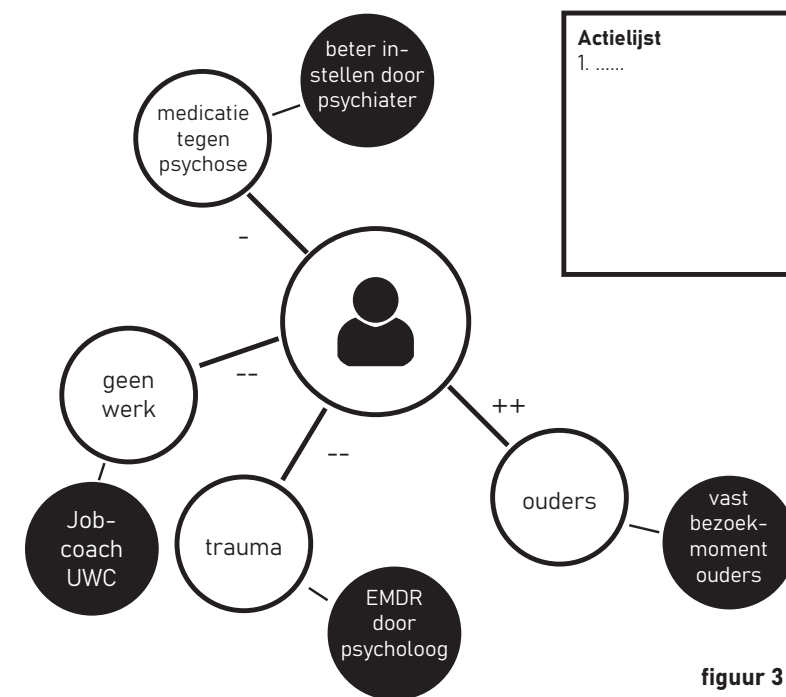 beter in-
stellen door
psychiater
Actielijst
1. ......
medicatie
tegen
psychose
-
geen
werk
--
++
--
ouders
vast
bezoek-
moment
ouders
Job-
coach
UWC
trauma
EMDR
door
psycholoog
figuur 3